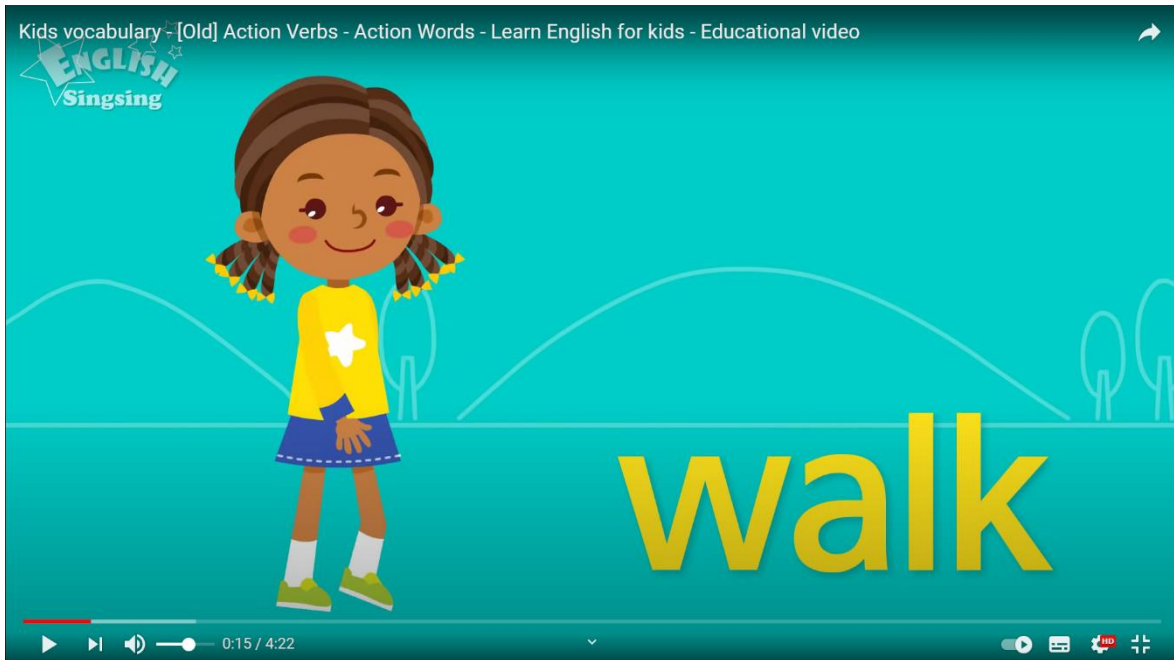 Kids vocabulary - [Old] Action Verbs - Action Words - Learn English for kids - Educational video
ENGLISH
Singsing
walk
0:15 / 4:22
HD